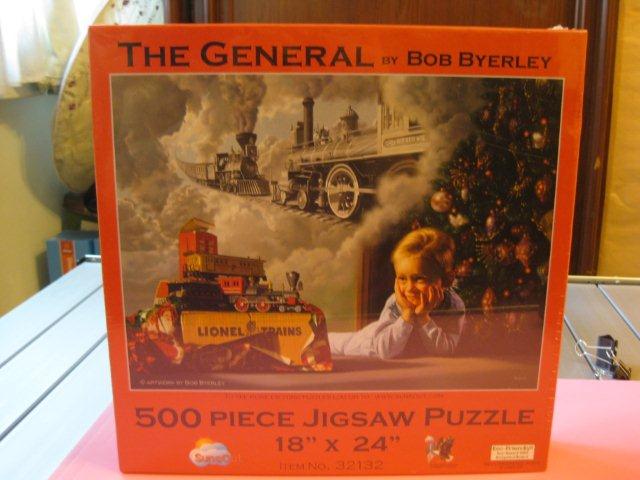 THE GENERAL BY BOB BYERLEY
LIONEL TRAINS
© ARTWORK BY BOB BYERLEY
500 PIECE JIGSAW PUZZLE
18" X 24"
SunsOut
ITEM NO. 32132